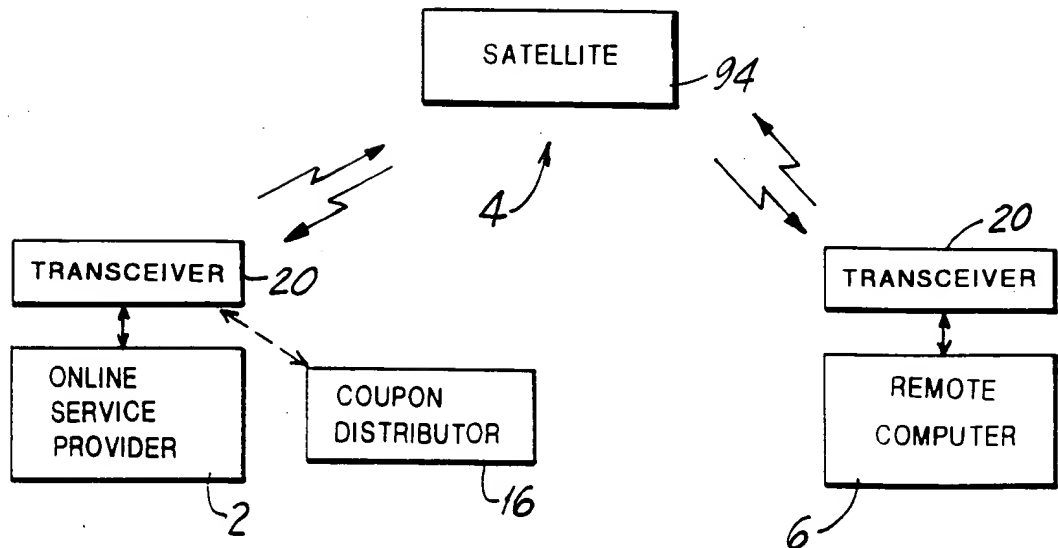 SATELLITE
94
4
TRANSCEIVER
20
20
TRANSCEIVER
ONLINE
SERVICE
PROVIDER
2
COUPON
DISTRIBUTOR
16
REMOTE
COMPUTER
6